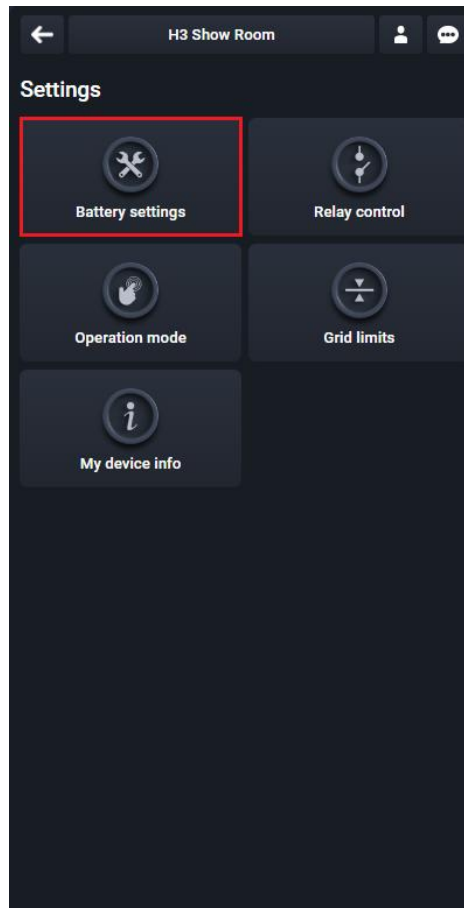 H3 Show Room
Settings
Battery settings
Relay control
Operation mode
Grid limits
My device info